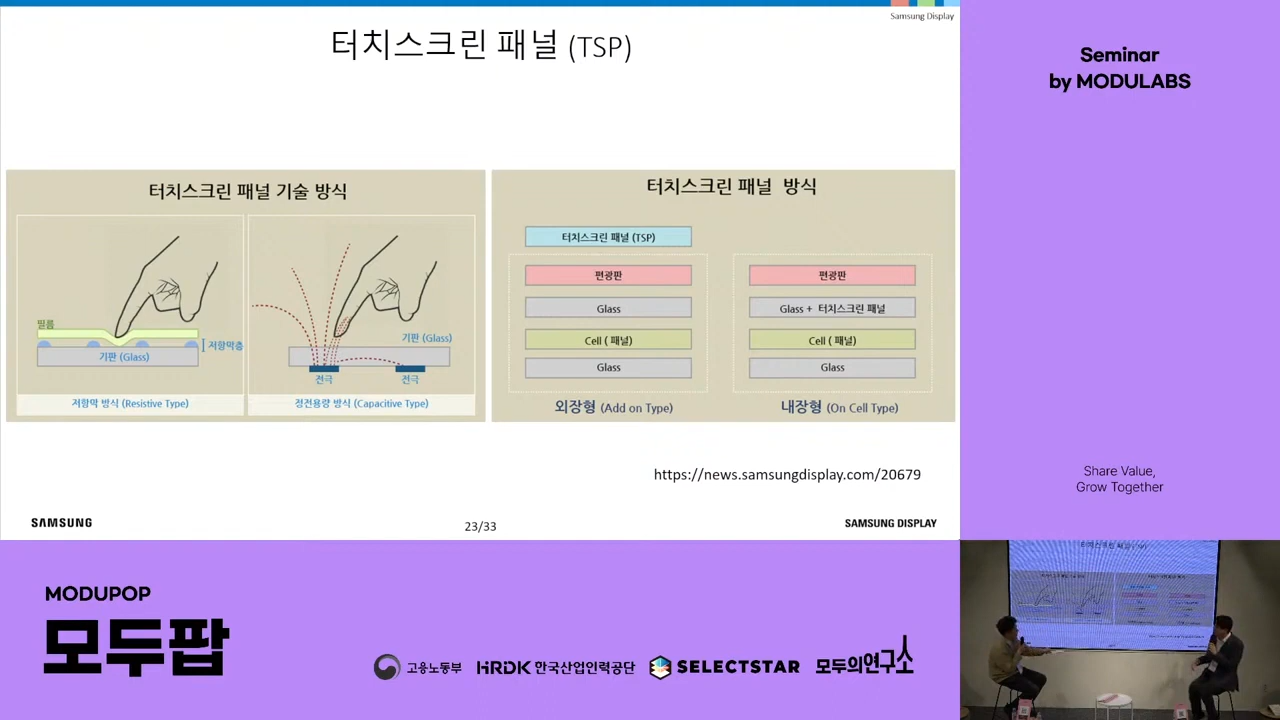 Samsung Display
터치스크린 패널 (TSP)
터치스크린 패널 기술 방식
필름
저항막층
기판 (Glass)
저항막 방식 (Resistive Type)
기판 (Glass)
전극
전극
정전용량 방식 (Capacitive Type)
터치스크린 패널 방식
터치스크린 패널 (TSP)
편광판
Glass
Cell ( 패널)
Glass
외장형 (Add on Type)
편광판
Glass + 터치스크린 패널
Cell ( 패널)
Glass
내장형 (On Cell Type)
https://news.samsungdisplay.com/20679
SAMSUNG
23/33
SAMSUNG DISPLAY
Seminar
by MODULABS
Share Value,
Grow Together
MODUPOP
모두팝
고용노동부
HRDK 한국산업인력공단
SELECTSTAR
모두의연구소